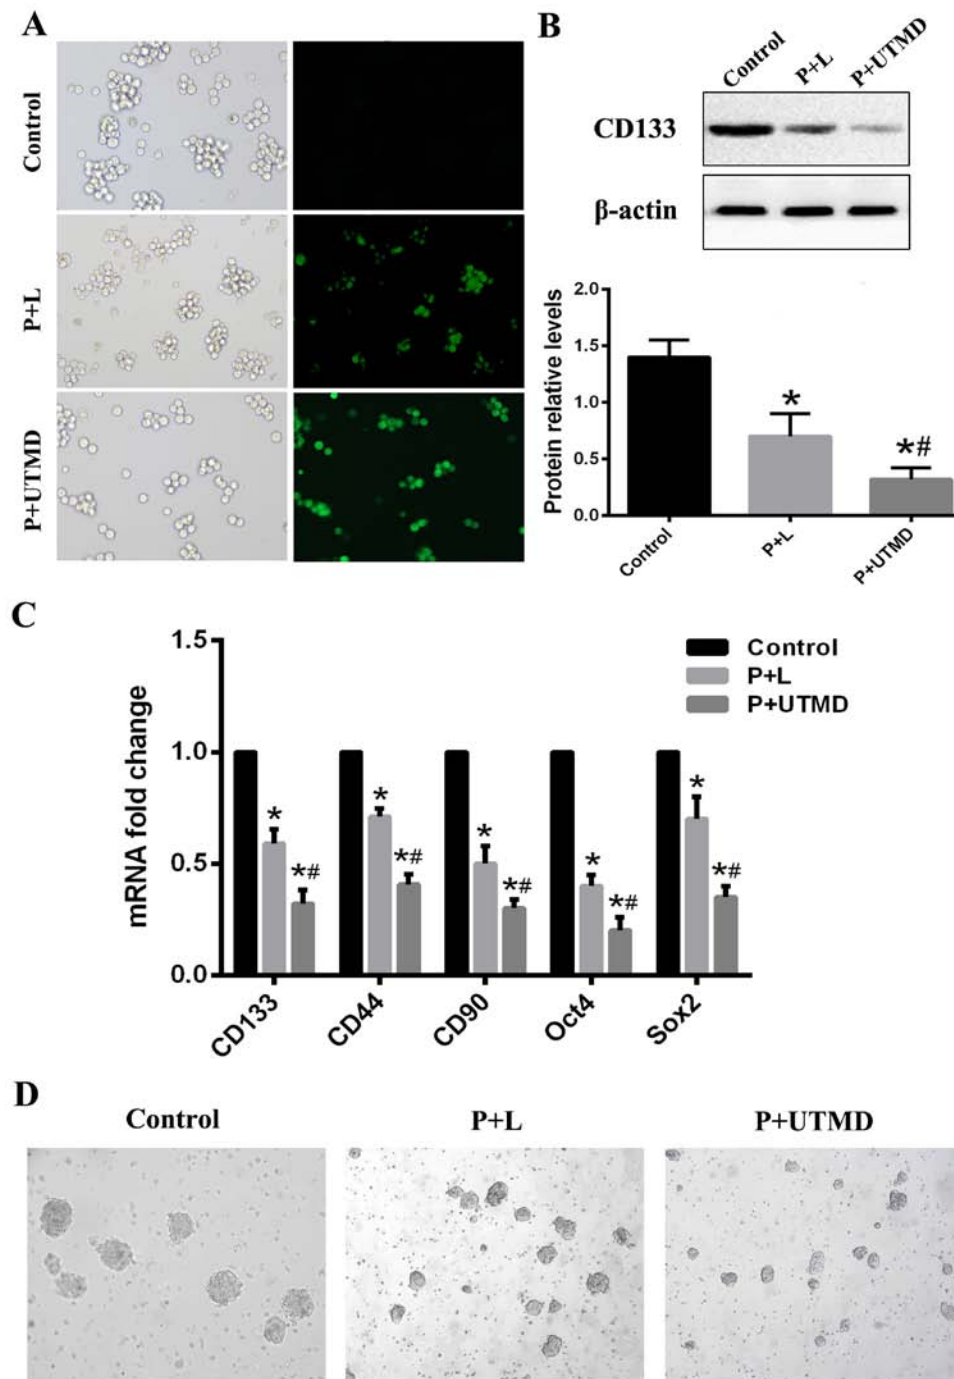 A
Control
P+L
P+UTMD
B
Control P+L P+UTMD
CD133
β-actin
Protein relative levels
2.0
1.5
1.0
0.5
0.0
*
*#
Control P+L P+UTMD
C
mRNA fold change
1.5
1.0
0.5
0.0
Control
P+L
P+UTMD
* *# * *# * *# * *# * *#
CD133 CD44 CD90 Oct4 Sox2
D
Control P+L P+UTMD